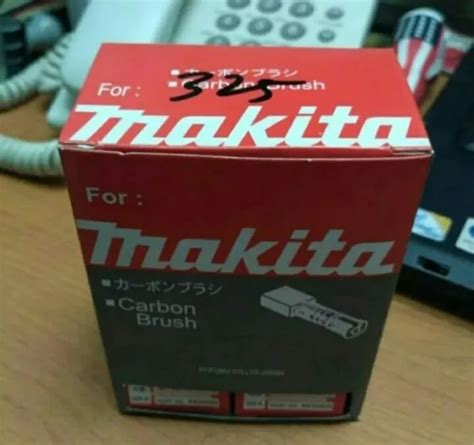 ■カーボンブラシ
325
For : ■Carbon Brush
makita
For :
makita
■カーボンブラシ
■Carbon
Brush